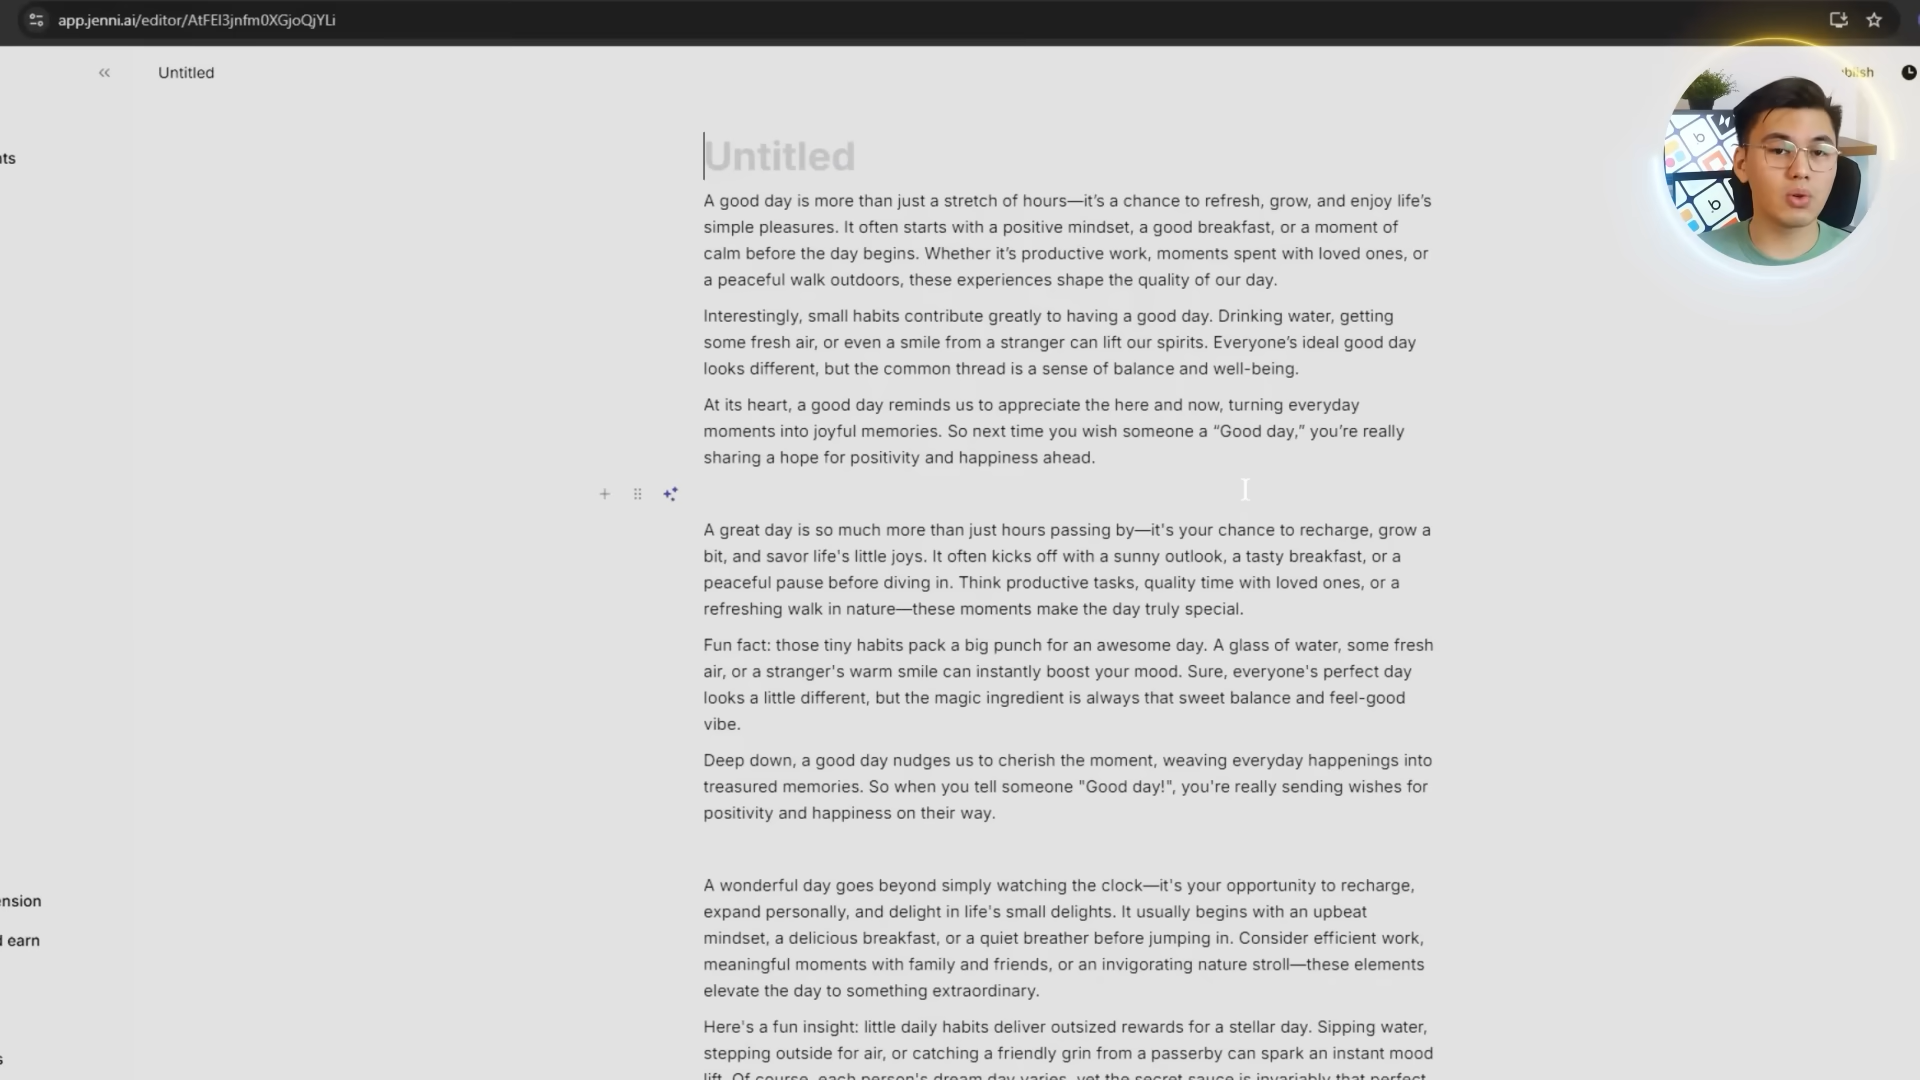 app.jenni.ai/editor/AtFEl3jnfm0XGjoQjYLi
Untitled
Untitled
A good day is more than just a stretch of hours—it’s a chance to refresh, grow, and enjoy life’s
simple pleasures. It often starts with a positive mindset, a good breakfast, or a moment of
calm before the day begins. Whether it’s productive work, moments spent with loved ones, or
a peaceful walk outdoors, these experiences shape the quality of our day.
Interestingly, small habits contribute greatly to having a good day. Drinking water, getting
some fresh air, or even a smile from a stranger can lift our spirits. Everyone’s ideal good day
looks different, but the common thread is a sense of balance and well-being.
At its heart, a good day reminds us to appreciate the here and now, turning everyday
moments into joyful memories. So next time you wish someone a “Good day,” you’re really
sharing a hope for positivity and happiness ahead.
A great day is so much more than just hours passing by—it's your chance to recharge, grow a
bit, and savor life's little joys. It often kicks off with a sunny outlook, a tasty breakfast, or a
peaceful pause before diving in. Think productive tasks, quality time with loved ones, or a
refreshing walk in nature—these moments make the day truly special.
Fun fact: those tiny habits pack a big punch for an awesome day. A glass of water, some fresh
air, or a stranger's warm smile can instantly boost your mood. Sure, everyone's perfect day
looks a little different, but the magic ingredient is always that sweet balance and feel-good
vibe.
Deep down, a good day nudges us to cherish the moment, weaving everyday happenings into
treasured memories. So when you tell someone "Good day!", you're really sending wishes for
positivity and happiness on their way.
A wonderful day goes beyond simply watching the clock—it's your opportunity to recharge,
expand personally, and delight in life's small delights. It usually begins with an upbeat
mindset, a delicious breakfast, or a quiet breather before jumping in. Consider efficient work,
meaningful moments with family and friends, or an invigorating nature stroll—these elements
elevate the day to something extraordinary.
Here's a fun insight: little daily habits deliver outsized rewards for a stellar day. Sipping water,
stepping outside for air, or catching a friendly grin from a passerby can spark an instant mood
lift. Of course, each person's dream day varies, yet the secret sauce is invariably that perfect
nts
ension
d earn
s